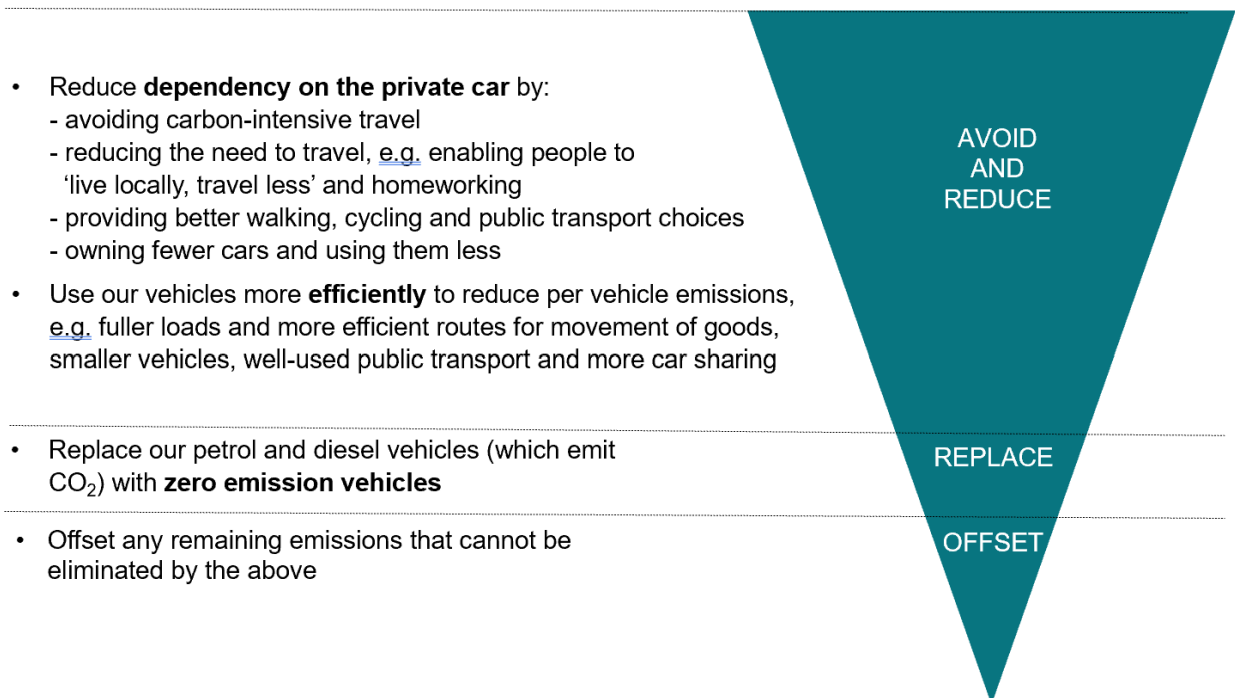 • Reduce dependency on the private car by:
- avoiding carbon-intensive travel
- reducing the need to travel, e.g. enabling people to
‘live locally, travel less’ and homeworking
- providing better walking, cycling and public transport choices
- owning fewer cars and using them less
• Use our vehicles more efficiently to reduce per vehicle emissions,
e.g. fuller loads and more efficient routes for movement of goods,
smaller vehicles, well-used public transport and more car sharing
AVOID
AND
REDUCE
• Replace our petrol and diesel vehicles (which emit
CO₂) with zero emission vehicles
REPLACE
• Offset any remaining emissions that cannot be
eliminated by the above
OFFSET